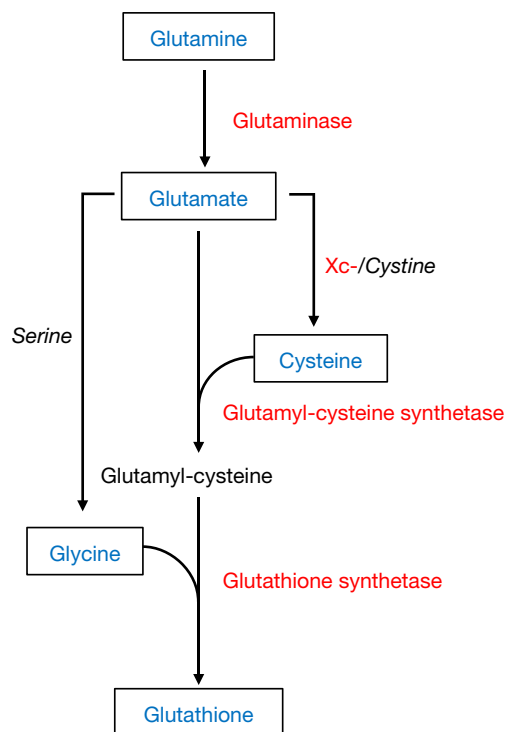 Glutamine
Glutaminase
Glutamate
Xc-/Cystine
Serine
Cysteine
Glutamyl-cysteine synthetase
Glutamyl-cysteine
Glycine
Glutathione synthetase
Glutathione